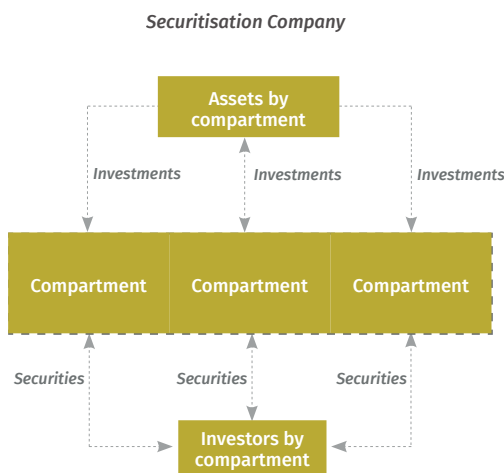 Securitisation Company
Assets by
compartment
Investments
Investments
Investments
Compartment
Compartment
Compartment
Securities
Securities
Securities
Investors by
compartment